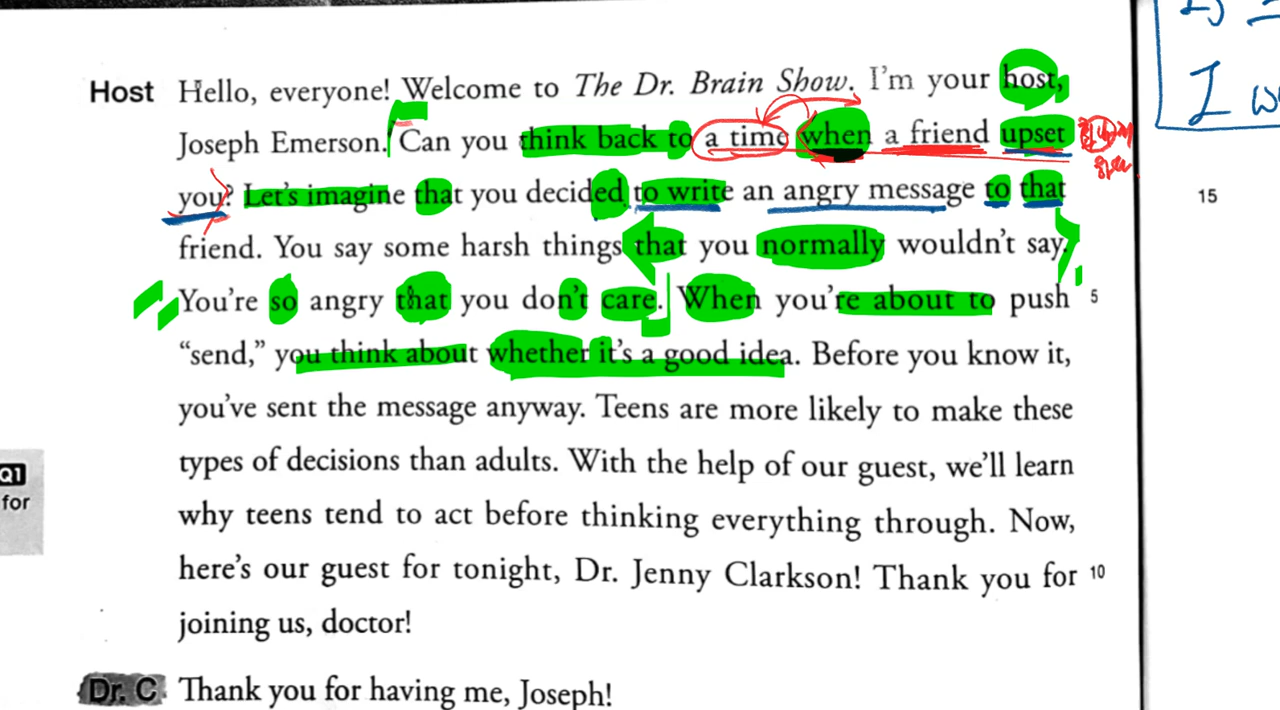 Host Hello, everyone! Welcome to The Dr. Brain Show. I'm your host,
Joseph Emerson. Can you think back to a time when a friend upset
you? Let's imagine that you decided to write an angry message to that
15
friend. You say some harsh things that you normally wouldn't say.
You're so angry that you don't care. When you're about to push 5
“send,” you think about whether it's a good idea. Before you know it,
you've sent the message anyway. Teens are more likely to make these
types of decisions than adults. With the help of our guest, we'll learn
Q1
for
why teens tend to act before thinking everything through. Now,
here's our guest for tonight, Dr. Jenny Clarkson! Thank you for 10
joining us, doctor!
Dr. C Thank you for having me, Joseph!
I